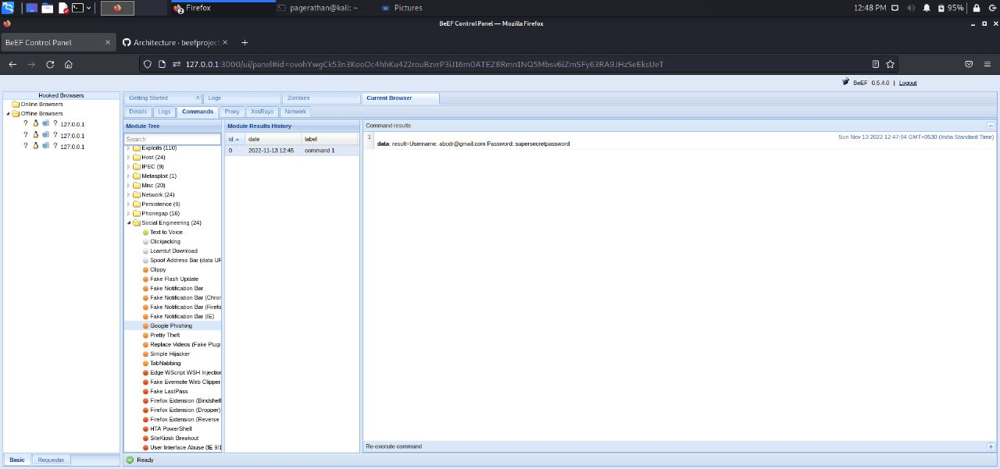 Firefox
2
pagerathan@kali: ~
Pictures
12:48 PM
95%
BeEF Control Panel — Mozilla Firefox
BeEF Control Panel
Architecture · beefproject
127.0.0.1:3000/ui/panel#id=ovohYwgCk53n3KooOc4hhKu422rouBzvrP3iJ16m0ATEZ8Rmn1NQ5Mbsv6iZmSFy63RA9JHzSeEksUeT
BeEF 0.5.4.0 | Logout
Hooked Browsers
Online Browsers
Offline Browsers
? ? 127.0.0.1
? ? 127.0.0.1
? ? 127.0.0.1
Basic
Requester
Getting Started
Logs
Zombies
Current Browser
Details
Logs
Commands
Proxy
XssRays
Network
Module Tree
Search
Exploits (110)
Host (24)
IPEC (9)
Metasploit (1)
Misc (20)
Network (24)
Persistence (9)
Phonegap (16)
Social Engineering (24)
Text to Voice
Clickjacking
Lcamtuf Download
Spoof Address Bar (data UR
Clippy
Fake Flash Update
Fake Notification Bar
Fake Notification Bar (Chron
Fake Notification Bar (Firefo
Fake Notification Bar (IE)
Google Phishing
Pretty Theft
Replace Videos (Fake Plugi
Simple Hijacker
TabNabbing
Edge WScript WSH Injection
Fake Evernote Web Clipper
Fake LastPass
Firefox Extension (Bindshell
Firefox Extension (Dropper)
Firefox Extension (Reverse
HTA PowerShell
SiteKiosk Breakout
User Interface Abuse (IE 9/1
Module Results History
id date label
0 2022-11-13 12:45 command 1
Command results
1
Sun Nov 13 2022 12:47:04 GMT+0530 (India Standard Time)
data: result=Username: abcdr@gmail.com Password: supersecretpassword
Re-execute command
Ready